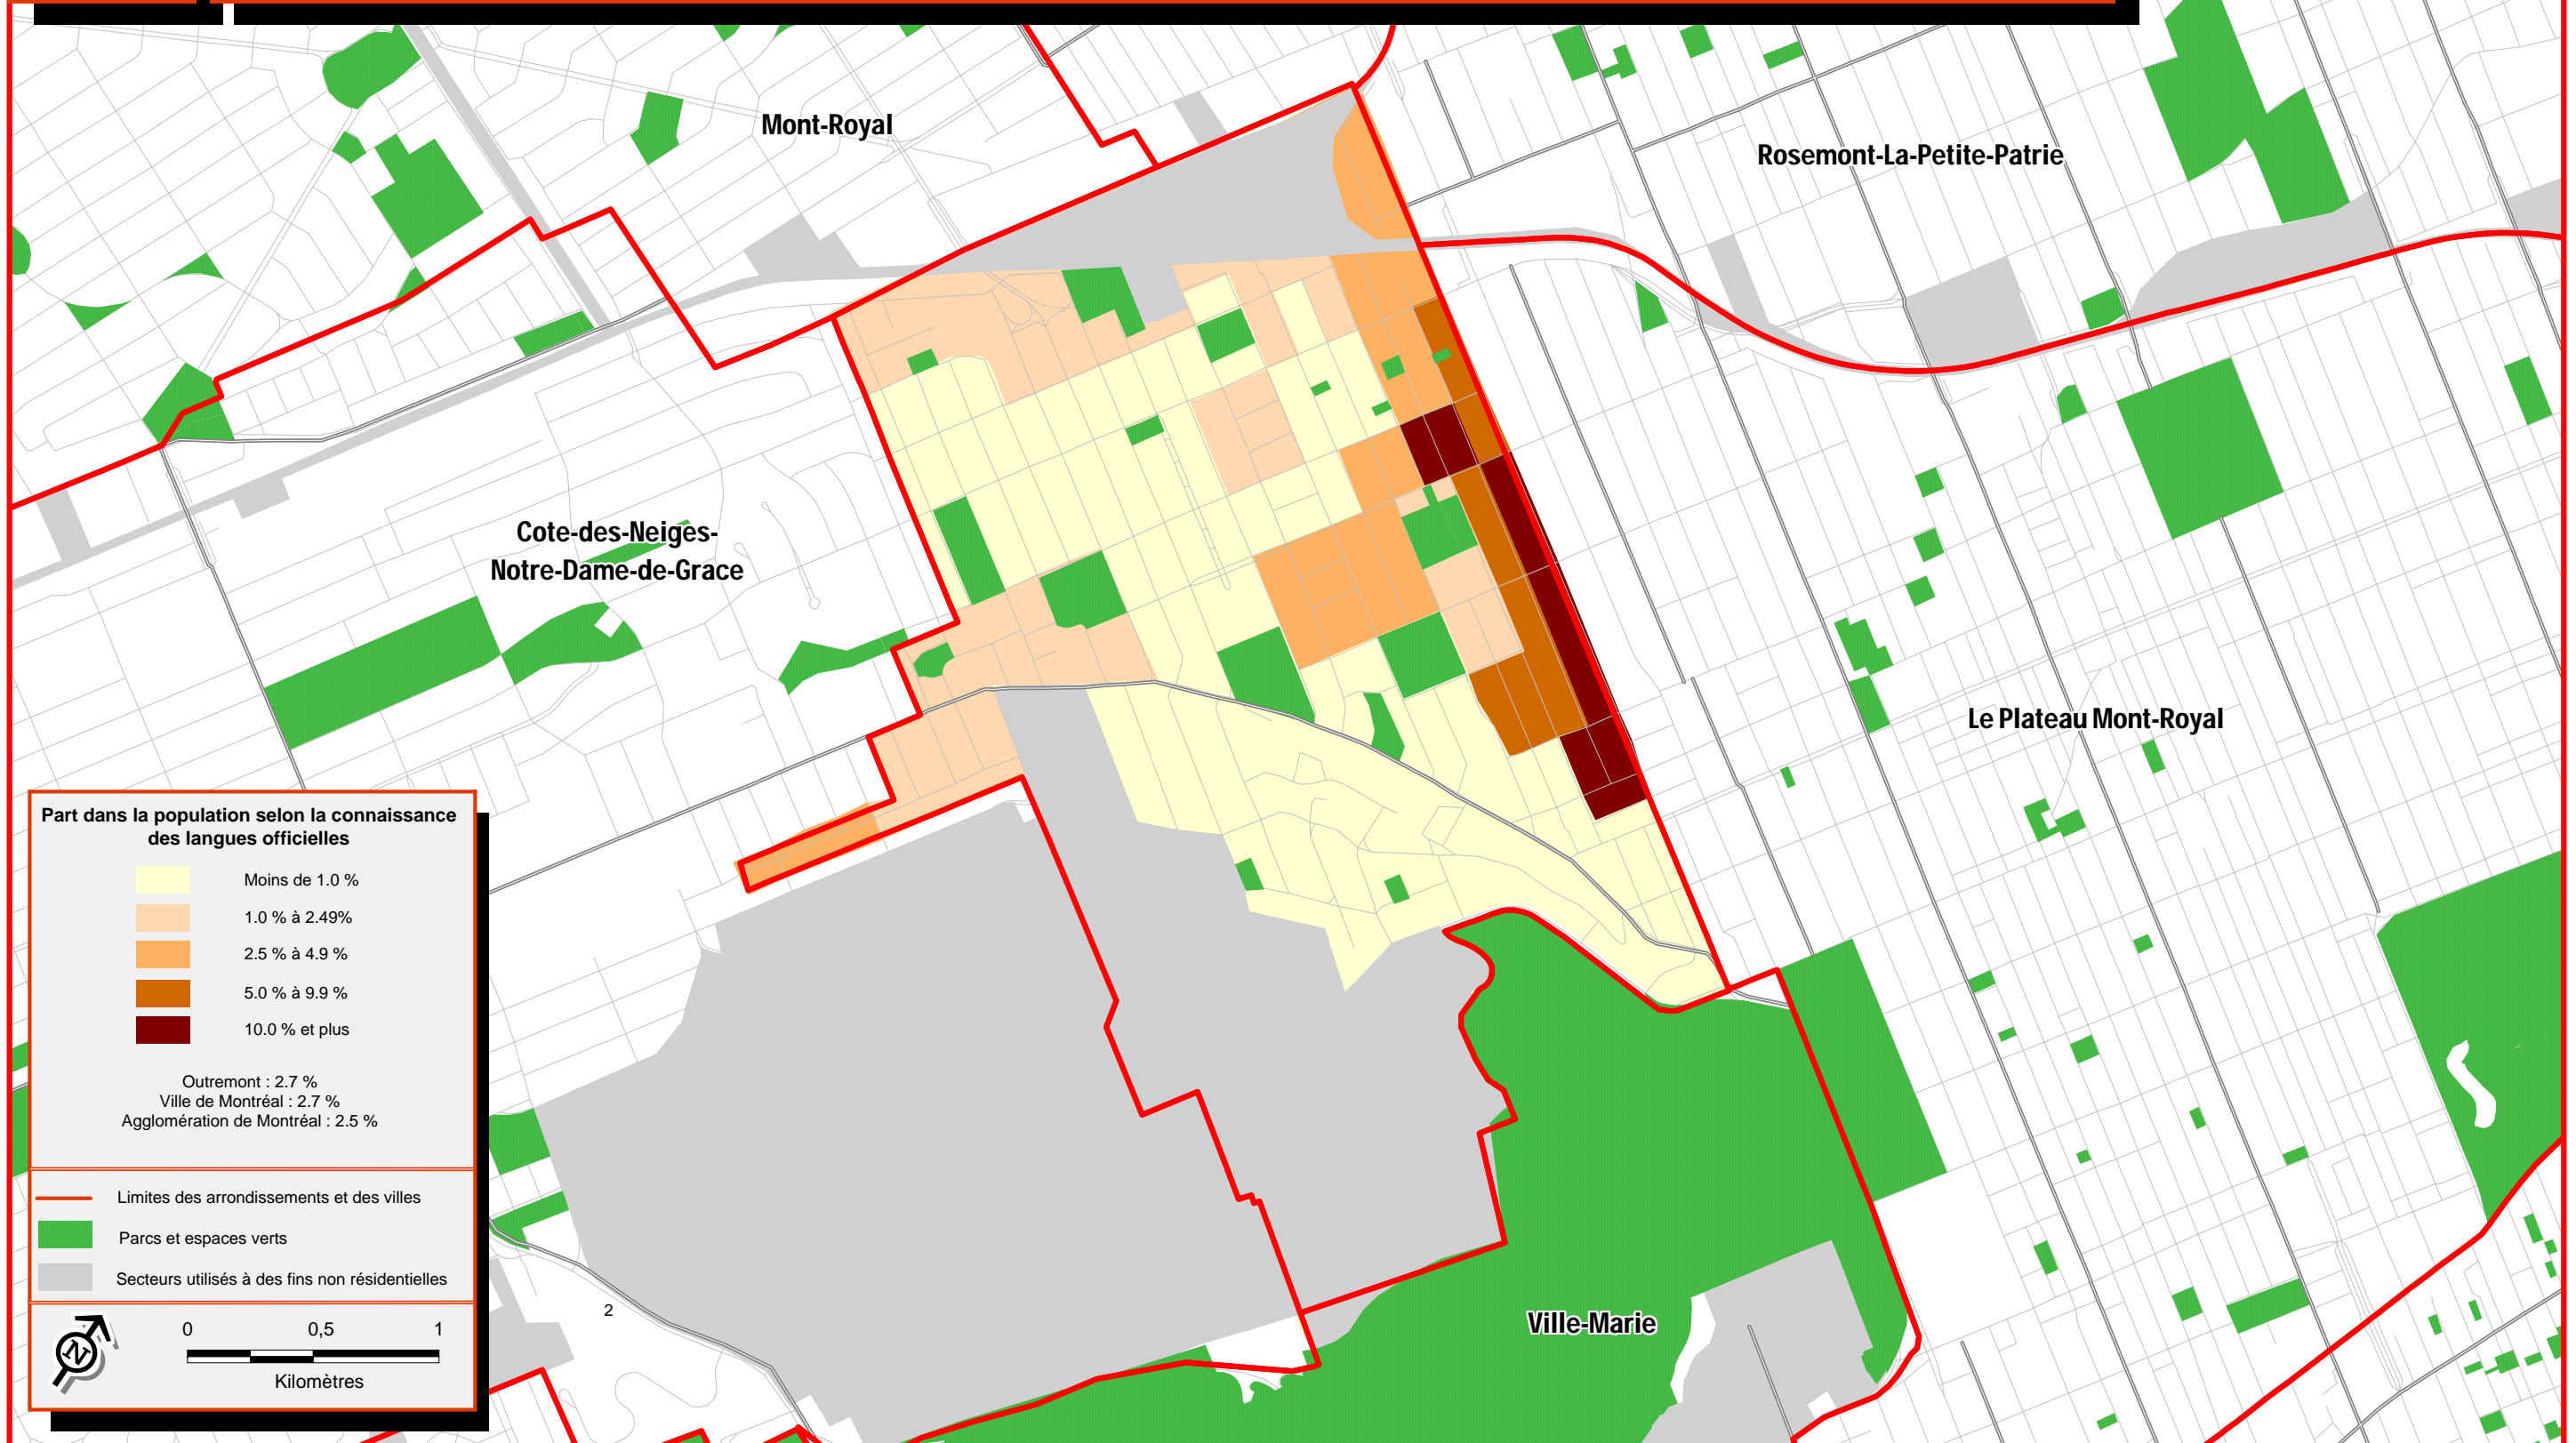 Mont-Royal
Rosemont-La-Petite-Patrie
Cote-des-Neiges-
Notre-Dame-de-Grace
Le Plateau Mont-Royal
Ville-Marie
Part dans la population selon la connaissance
des langues officielles
Moins de 1.0 %
1.0 % à 2.49%
2.5 % à 4.9 %
5.0 % à 9.9 %
10.0 % et plus
Outremont : 2.7 %
Ville de Montréal : 2.7 %
Agglomération de Montréal : 2.5 %
Limites des arrondissements et des villes
Parcs et espaces verts
Secteurs utilisés à des fins non résidentielles
N
0 0,5 1
Kilomètres
2